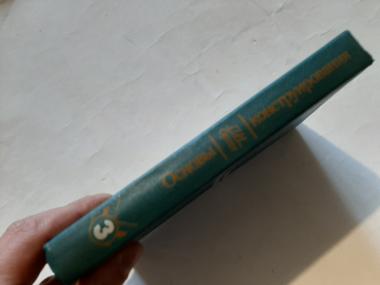 Основы
конструирования
3